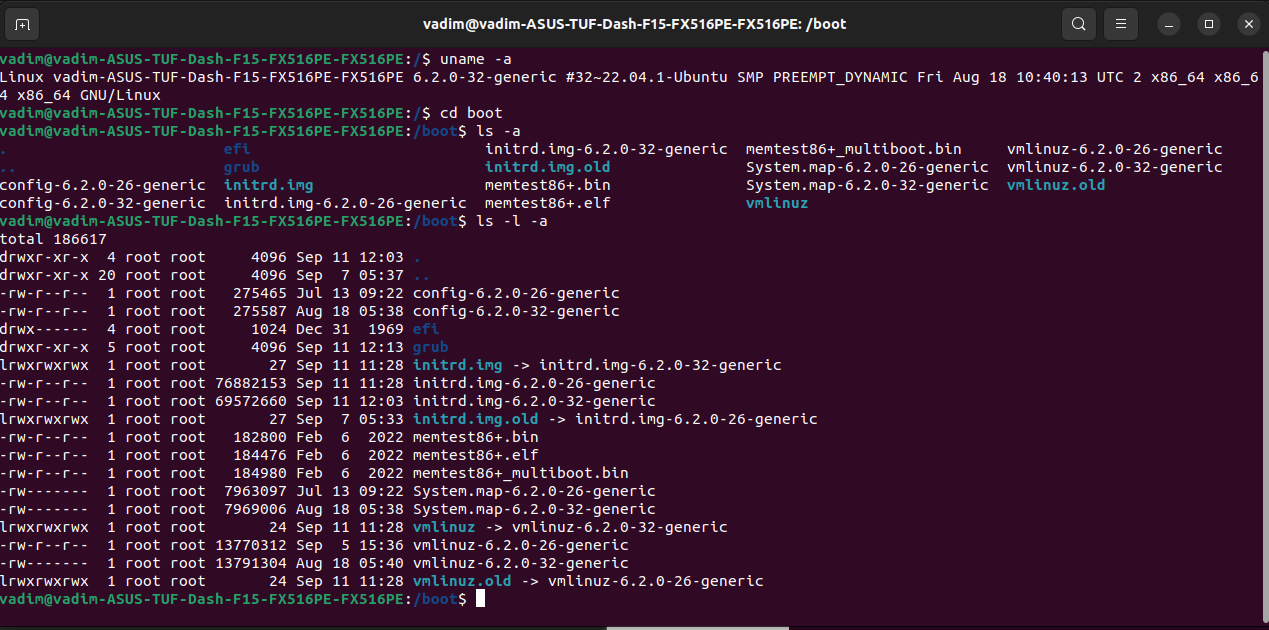 vadim@vadim-ASUS-TUF-Dash-F15-FX516PE-FX516PE: /boot
vadim@vadim-ASUS-TUF-Dash-F15-FX516PE-FX516PE:/$ uname -a
Linux vadim-ASUS-TUF-Dash-F15-FX516PE-FX516PE 6.2.0-32-generic #32~22.04.1-Ubuntu SMP PREEMPT_DYNAMIC Fri Aug 18 10:40:13 UTC 2 x86_64 x86_6
4 x86_64 GNU/Linux
vadim@vadim-ASUS-TUF-Dash-F15-FX516PE-FX516PE:/$ cd boot
vadim@vadim-ASUS-TUF-Dash-F15-FX516PE-FX516PE:/boot$ ls -a
.                         efi                          initrd.img-6.2.0-32-generic  memtest86+_multiboot.bin     vmlinuz-6.2.0-26-generic
..                        grub                         initrd.img.old               System.map-6.2.0-26-generic  vmlinuz-6.2.0-32-generic
config-6.2.0-26-generic  initrd.img                   memtest86+.bin               System.map-6.2.0-32-generic  vmlinuz.old
config-6.2.0-32-generic  initrd.img-6.2.0-26-generic  memtest86+.elf               vmlinuz
vadim@vadim-ASUS-TUF-Dash-F15-FX516PE-FX516PE:/boot$ ls -l -a
total 186617
drwxr-xr-x  4 root root     4096 Sep 11 12:03 .
drwxr-xr-x 20 root root     4096 Sep  7 05:37 ..
-rw-r--r--  1 root root   275465 Jul 13 09:22 config-6.2.0-26-generic
-rw-r--r--  1 root root   275587 Aug 18 05:38 config-6.2.0-32-generic
drwx------  4 root root     1024 Dec 31  1969 efi
drwxr-xr-x  5 root root     4096 Sep 11 12:13 grub
lrwxrwxrwx  1 root root       27 Sep 11 11:28 initrd.img -> initrd.img-6.2.0-32-generic
-rw-r--r--  1 root root 76882153 Sep 11 11:28 initrd.img-6.2.0-26-generic
-rw-r--r--  1 root root 69572660 Sep 11 12:03 initrd.img-6.2.0-32-generic
lrwxrwxrwx  1 root root       27 Sep  7 05:33 initrd.img.old -> initrd.img-6.2.0-26-generic
-rw-r--r--  1 root root   182800 Feb  6  2022 memtest86+.bin
-rw-r--r--  1 root root   184476 Feb  6  2022 memtest86+.elf
-rw-r--r--  1 root root   184980 Feb  6  2022 memtest86+_multiboot.bin
-rw-------  1 root root  7963097 Jul 13 09:22 System.map-6.2.0-26-generic
-rw-------  1 root root  7969006 Aug 18 05:38 System.map-6.2.0-32-generic
lrwxrwxrwx  1 root root       24 Sep 11 11:28 vmlinuz -> vmlinuz-6.2.0-32-generic
-rw-r--r--  1 root root 13770312 Sep  5 15:36 vmlinuz-6.2.0-26-generic
-rw-------  1 root root 13791304 Aug 18 05:40 vmlinuz-6.2.0-32-generic
lrwxrwxrwx  1 root root       24 Sep 11 11:28 vmlinuz.old -> vmlinuz-6.2.0-26-generic
vadim@vadim-ASUS-TUF-Dash-F15-FX516PE-FX516PE:/boot$